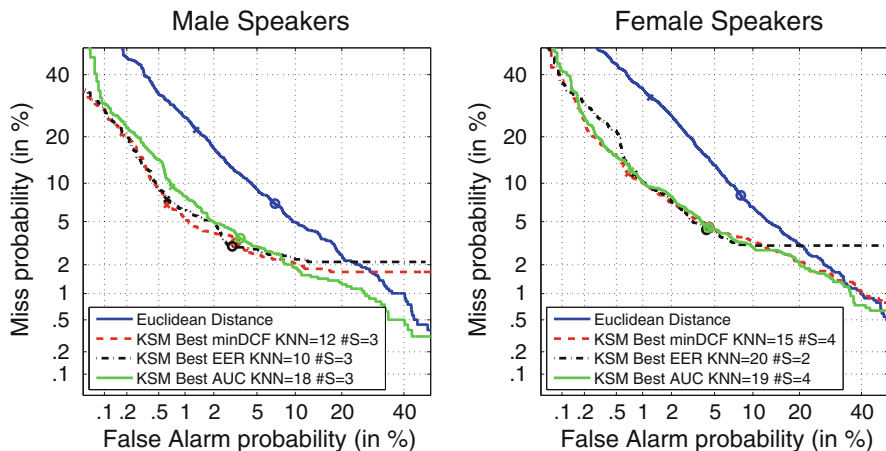 Male Speakers
Miss probability (in %)
40
20
10
5
2
1
.5
.2
.1
Euclidean Distance
KSM Best minDCF KNN=12 #S=3
KSM Best EER KNN=10 #S=3
KSM Best AUC KNN=18 #S=3
.1 .2 .5 1 2 5 10 20 40
False Alarm probability (in %)
Female Speakers
Miss probability (in %)
40
20
10
5
2
1
.5
.2
.1
Euclidean Distance
KSM Best minDCF KNN=15 #S=4
KSM Best EER KNN=20 #S=2
KSM Best AUC KNN=19 #S=4
.1 .2 .5 1 2 5 10 20 40
False Alarm probability (in %)